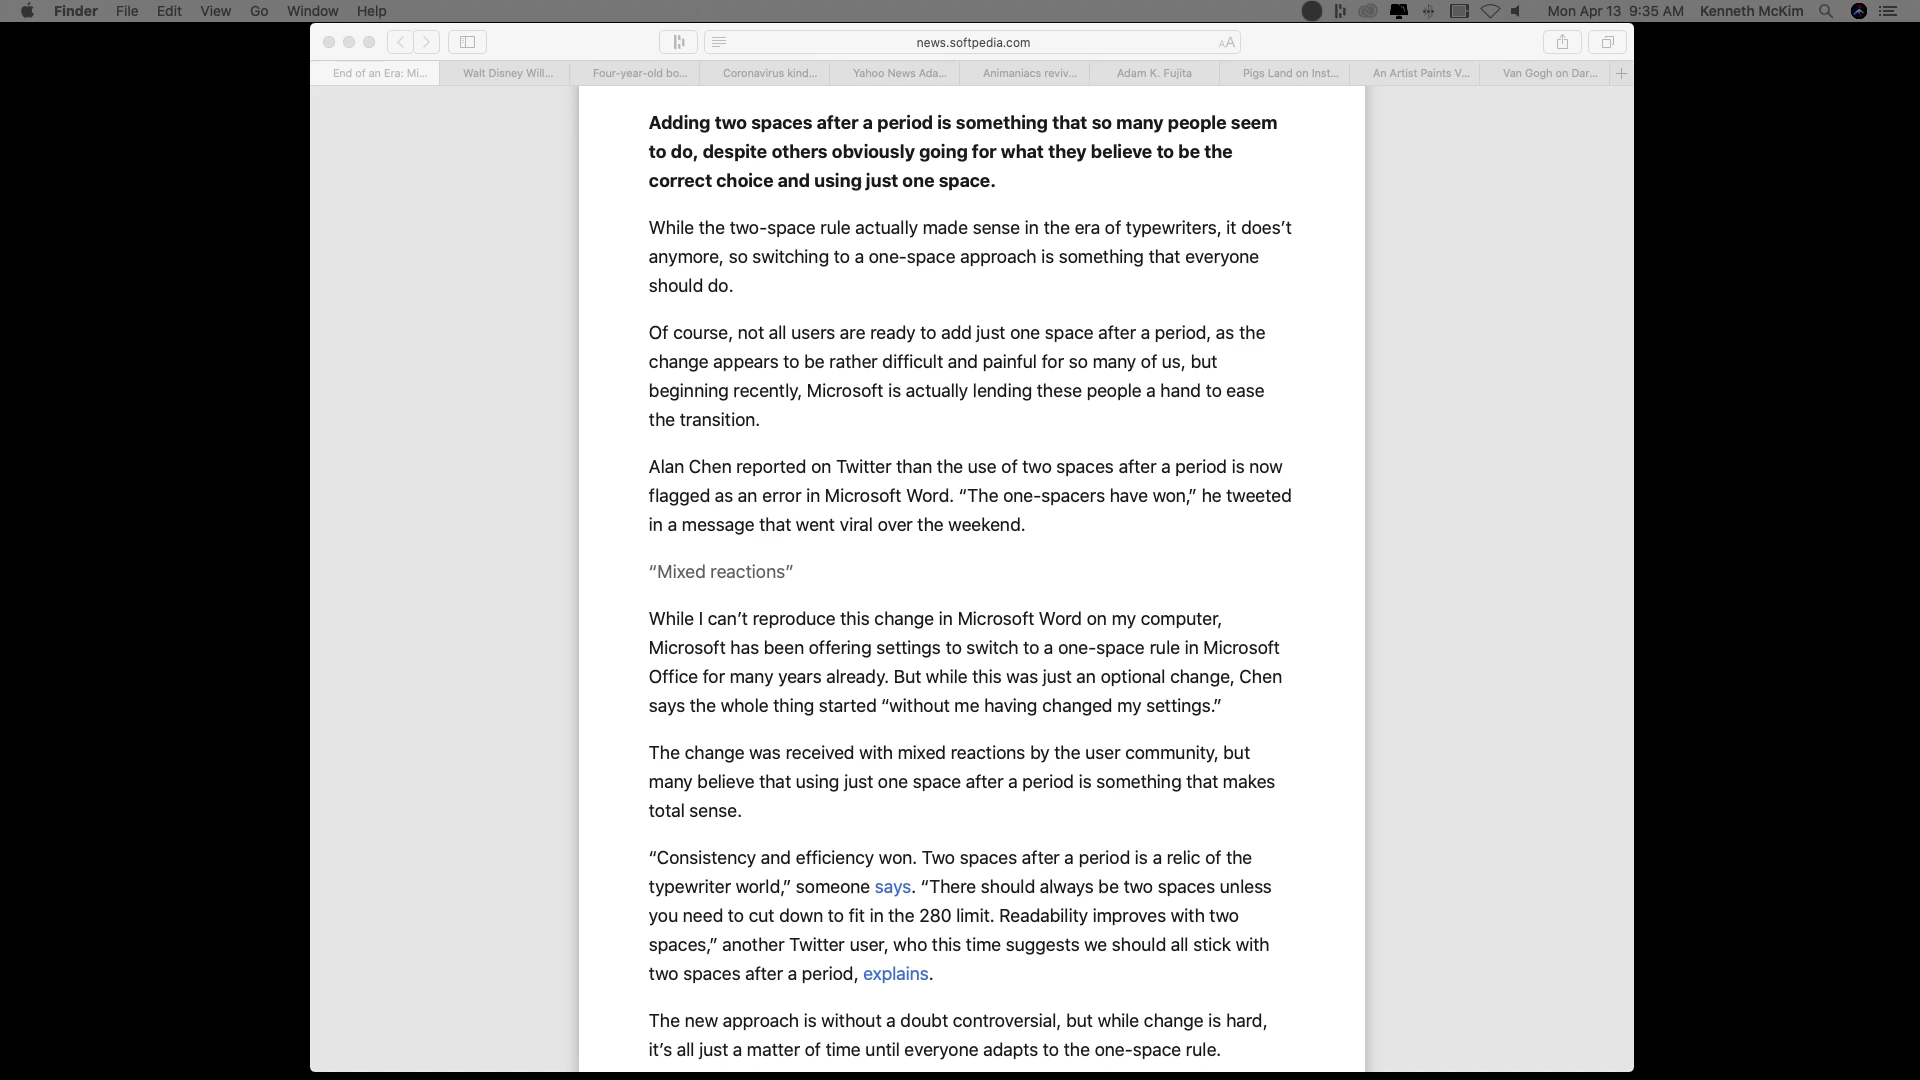 Finder File Edit View Go Window Help Mon Apr 13 9:35 AM Kenneth McKim
news.softpedia.com AA
End of an Era: Mi... Walt Disney Will... Four-year-old bo... Coronavirus kind... Yahoo News Ada... Animaniacs reviv... Adam K. Fujita Pigs Land on Inst... An Artist Paints V... Van Gogh on Dar...
Adding two spaces after a period is something that so many people seem
to do, despite others obviously going for what they believe to be the
correct choice and using just one space.
While the two-space rule actually made sense in the era of typewriters, it does’t
anymore, so switching to a one-space approach is something that everyone
should do.
Of course, not all users are ready to add just one space after a period, as the
change appears to be rather difficult and painful for so many of us, but
beginning recently, Microsoft is actually lending these people a hand to ease
the transition.
Alan Chen reported on Twitter than the use of two spaces after a period is now
flagged as an error in Microsoft Word. “The one-spacers have won,” he tweeted
in a message that went viral over the weekend.
“Mixed reactions”
While I can’t reproduce this change in Microsoft Word on my computer,
Microsoft has been offering settings to switch to a one-space rule in Microsoft
Office for many years already. But while this was just an optional change, Chen
says the whole thing started “without me having changed my settings.”
The change was received with mixed reactions by the user community, but
many believe that using just one space after a period is something that makes
total sense.
“Consistency and efficiency won. Two spaces after a period is a relic of the
typewriter world,” someone says. “There should always be two spaces unless
you need to cut down to fit in the 280 limit. Readability improves with two
spaces,” another Twitter user, who this time suggests we should all stick with
two spaces after a period, explains.
The new approach is without a doubt controversial, but while change is hard,
it’s all just a matter of time until everyone adapts to the one-space rule.